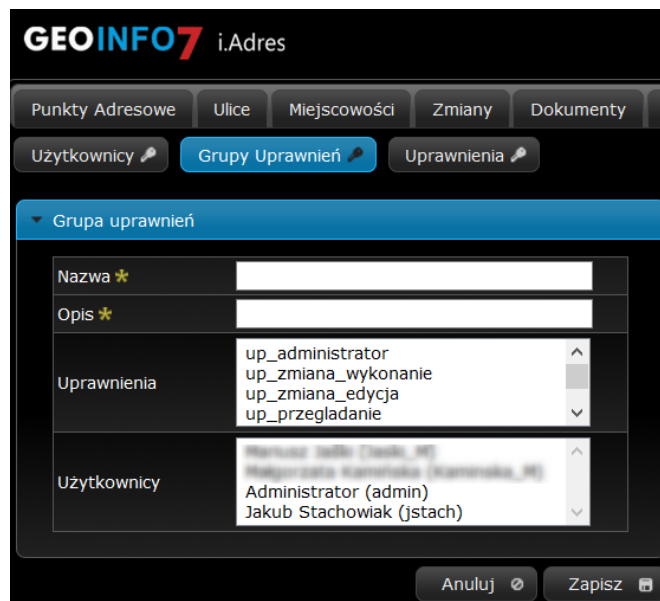 GEOINFO7 i.Adres
Punkty Adresowe Ulice Miejscowości Zmiany Dokumenty
Użytkownicy Grupy Uprawnień Uprawnienia
Grupa uprawnień
Nazwa
Opis
Uprawnienia
up_administrator
up_zmiana_wykonanie
up_zmiana_edycja
up_przegladanie
Użytkownicy
Administrator (admin)
Jakub Stachowiak (jstach)
Anuluj Zapisz